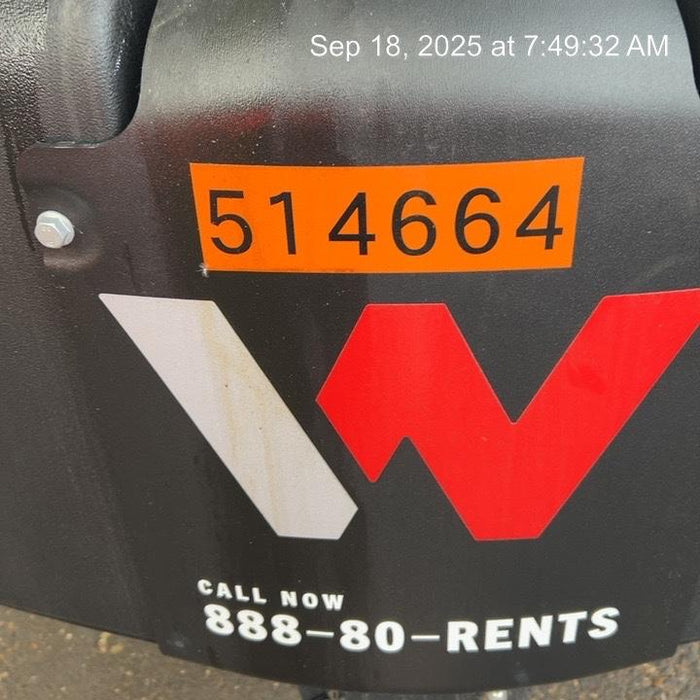 Sep 18, 2025 at 7:49:32 AM
514664
W
CALL NOW
888-80-RENTS